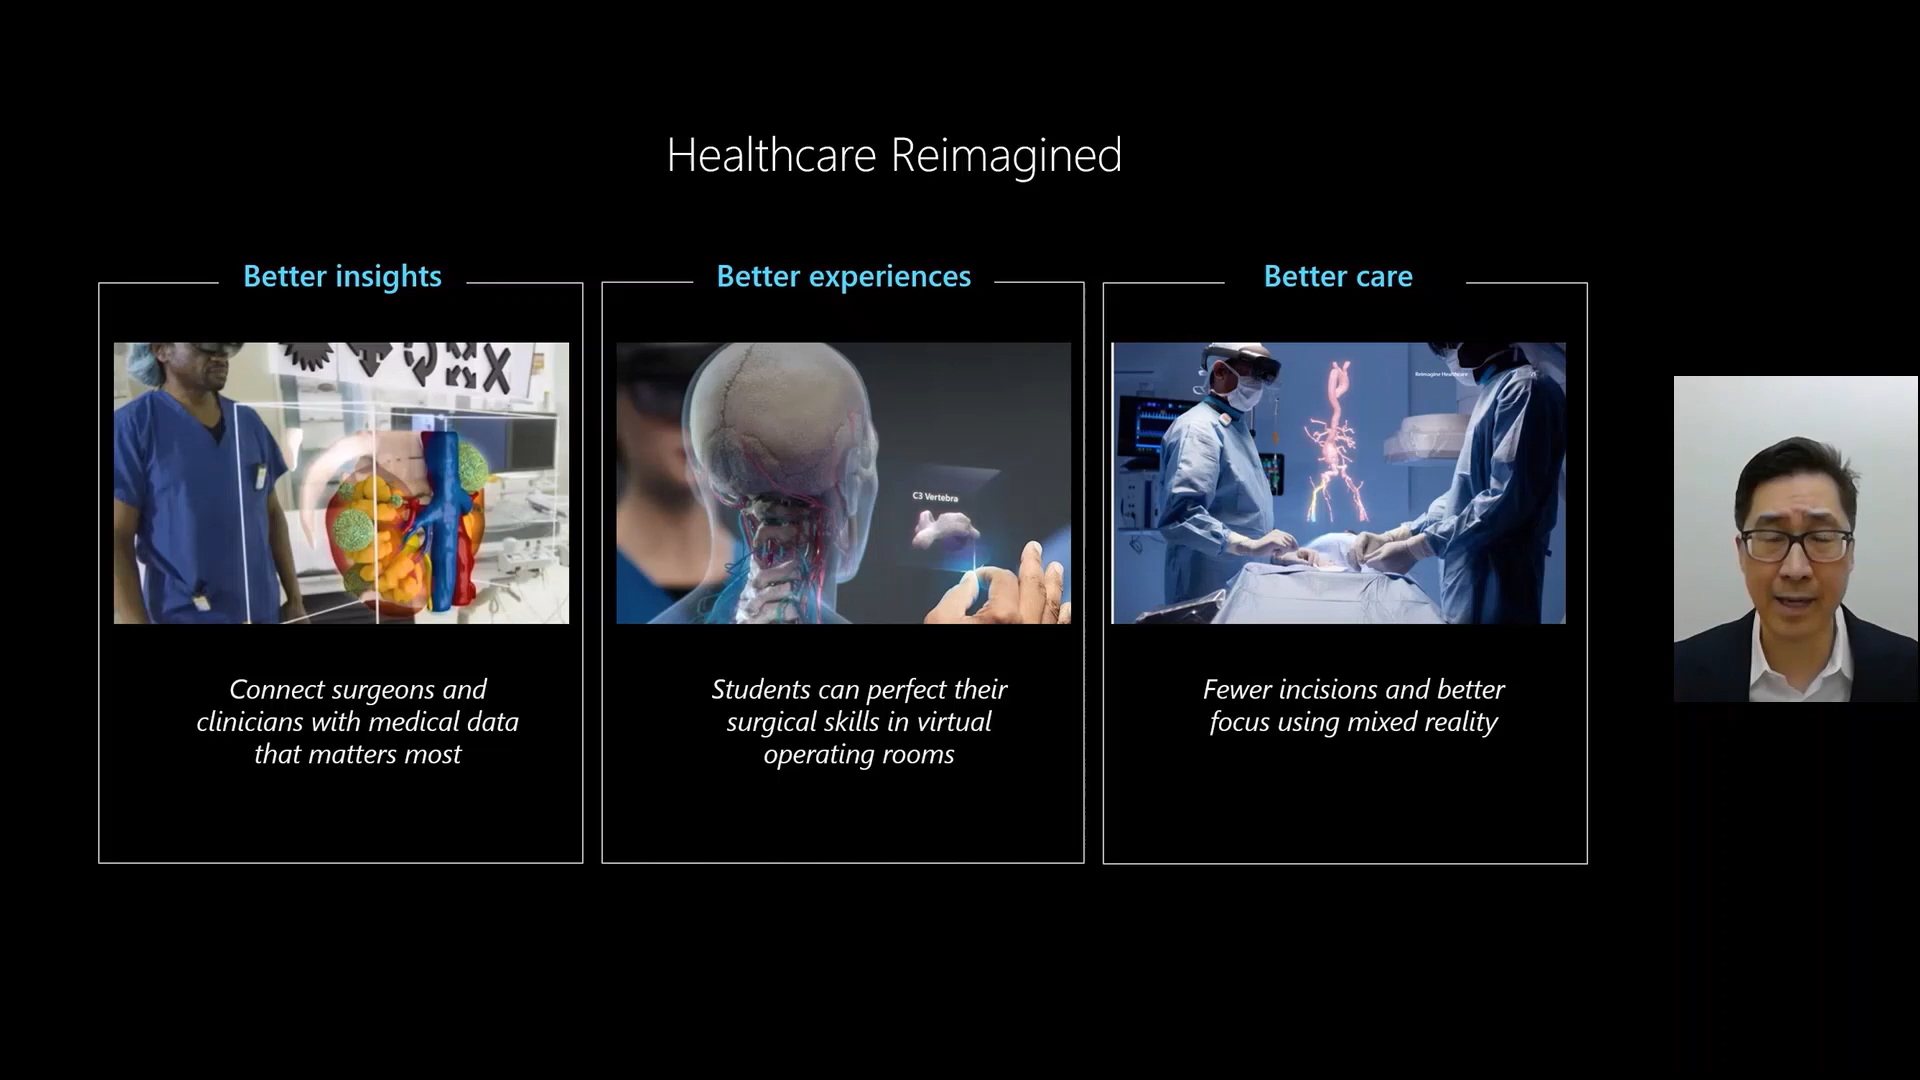 Healthcare Reimagined
Better insights
Connect surgeons and
clinicians with medical data
that matters most
Better experiences
C3 Vertebra
Students can perfect their
surgical skills in virtual
operating rooms
Better care
Reimagine Healthcare
Fewer incisions and better
focus using mixed reality